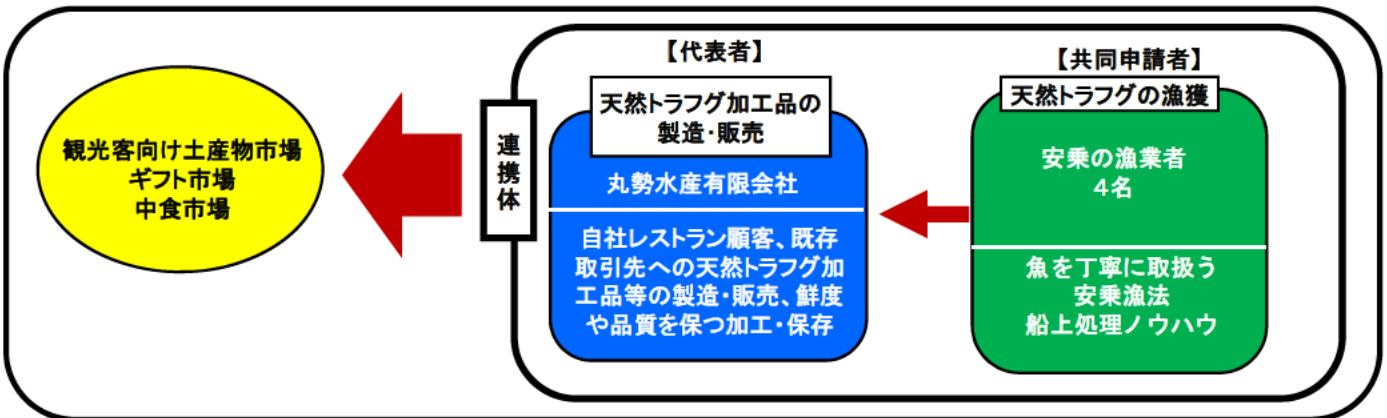 観光客向け土産物市場
ギフト市場
中食市場
連
携
体
【代表者】
天然トラフグ加工品の
製造・販売
丸勢水産有限会社
自社レストラン顧客、既存
取引先への天然トラフグ加
工品等の製造・販売、鮮度
や品質を保つ加工・保存
【共同申請者】
天然トラフグの漁獲
安乗の漁業者
4名
魚を丁寧に取扱う
安乗漁法
船上処理ノウハウ